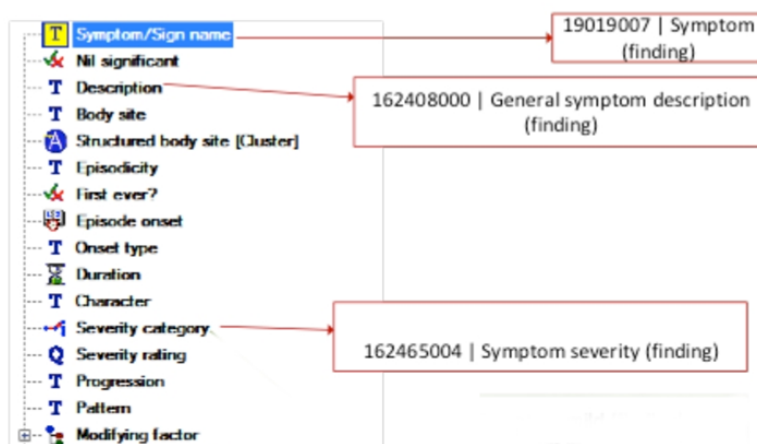 Symptom/Sign name
Nil significant
Description
Body site
Structured body site [Cluster]
Episodicity
First ever?
Episode onset
Onset type
Duration
Character
Severity category
Severity rating
Progression
Pattern
Modifying factor
19019007 | Symptom
(finding)
162408000 | General symptom description
(finding)
162465004 | Symptom severity (finding)